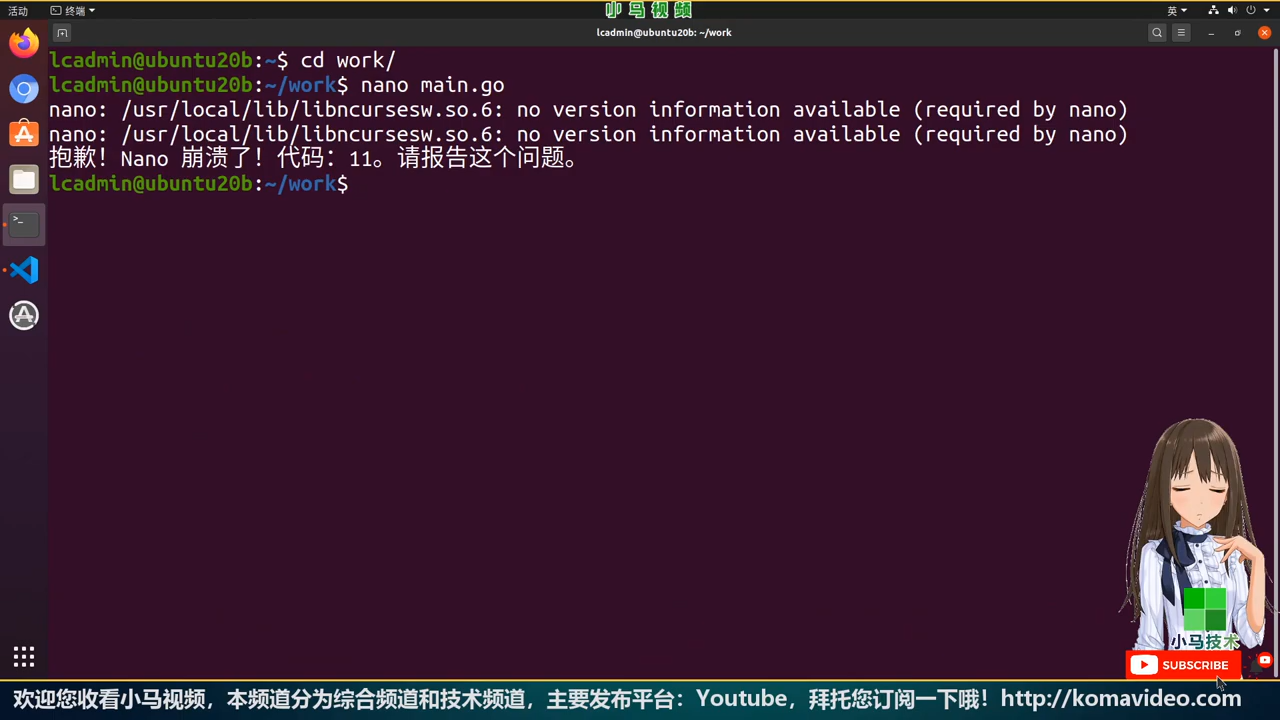 活动
终端
小马视频
英
lcadmin@ubuntu20b: ~/work
lcadmin@ubuntu20b:~$ cd work/
lcadmin@ubuntu20b:~/work$ nano main.go
nano: /usr/local/lib/libncursesw.so.6: no version information available (required by nano)
nano: /usr/local/lib/libncursesw.so.6: no version information available (required by nano)
抱歉！Nano 崩溃了！代码：11。请报告这个问题。
lcadmin@ubuntu20b:~/work$
小马技术
SUBSCRIBE
欢迎您收看小马视频，本频道分为综合频道和技术频道，主要发布平台：Youtube，拜托您订阅一下哦！http://komavideo.com